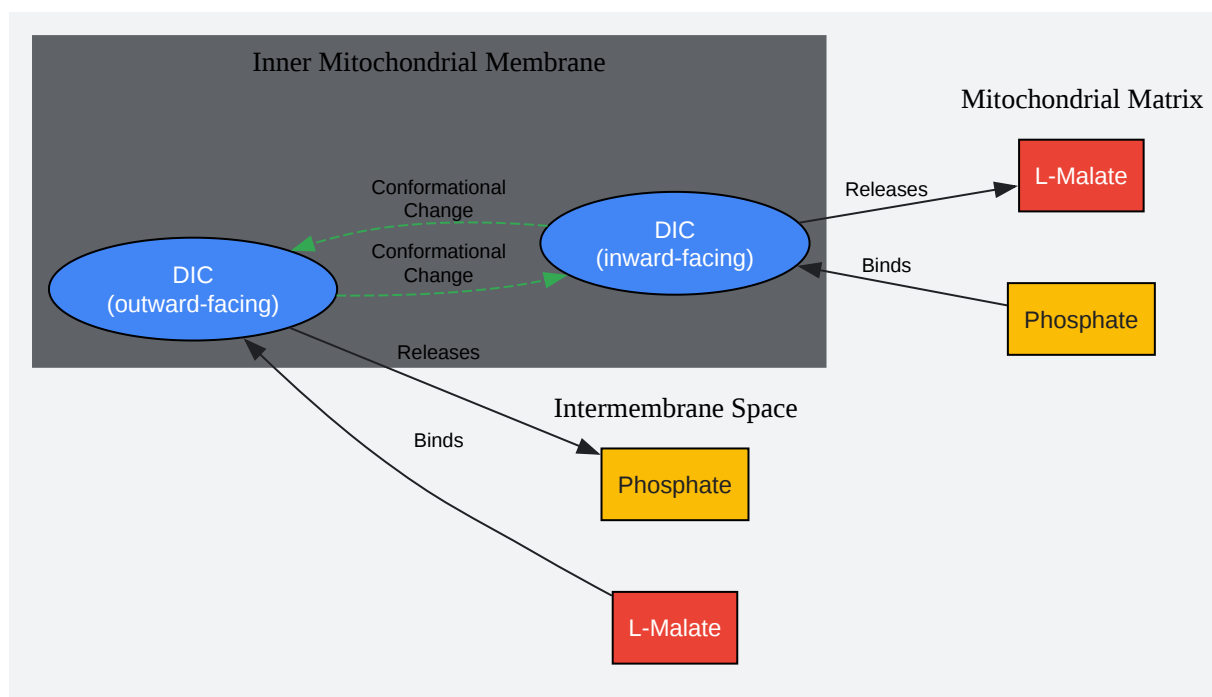 Inner Mitochondrial Membrane
Mitochondrial Matrix
L-Malate
Releases
Conformational
Change
DIC
(inward-facing)
Conformational
Change
Binds
DIC
(outward-facing)
Phosphate
Releases
Intermembrane Space
Binds
Phosphate
L-Malate